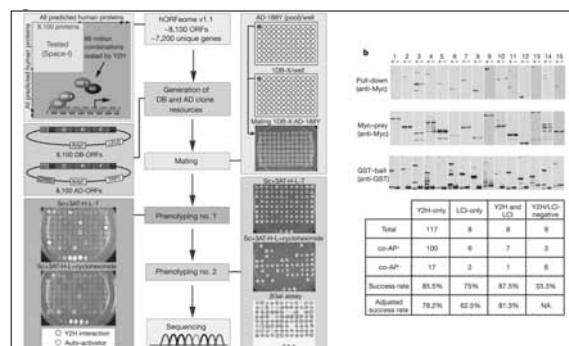 All predicted human proteins
8,100 proteins
All predicted human proteins
Tested
(Space-I)
combinations
tested by Y2H
8,100 DB-ORFs
8,100 AD-ORFs
Sc+3AT-H-L-T
Sc+3AT-H-L+cycloheximide
Y2H interaction
Auto-activator
hORFeome v1.1
~8,100 ORFs
~7,200 unique genes
Generation of
DB and AD clone
resources
Mating
Phenotyping no. 1
Phenotyping no. 2
Sequencing
AD-188Y (pool)/well
1DB-X/well
Mating 1DB-X AD-188Y
Sc+3AT-H-L-T
Sc+3AT-H-L+cycloheximide
βGal assay
b
1 2 3 4 5 6 7 8 9 10 11 12 13 14 15
Pull-down
(anti-Myc)
Myc–prey
(anti-Myc)
GST–bait
(anti-GST)
Y2H-only LCI-only Y2H and LCI Y2H/LCI-negative
Total 117 8 8 9
co-AP+ 100 6 7 3
co-AP- 17 2 1 6
Success rate 85.5% 75% 87.5% 33.3%
Adjusted success rate 78.2% 62.5% 81.3% NA